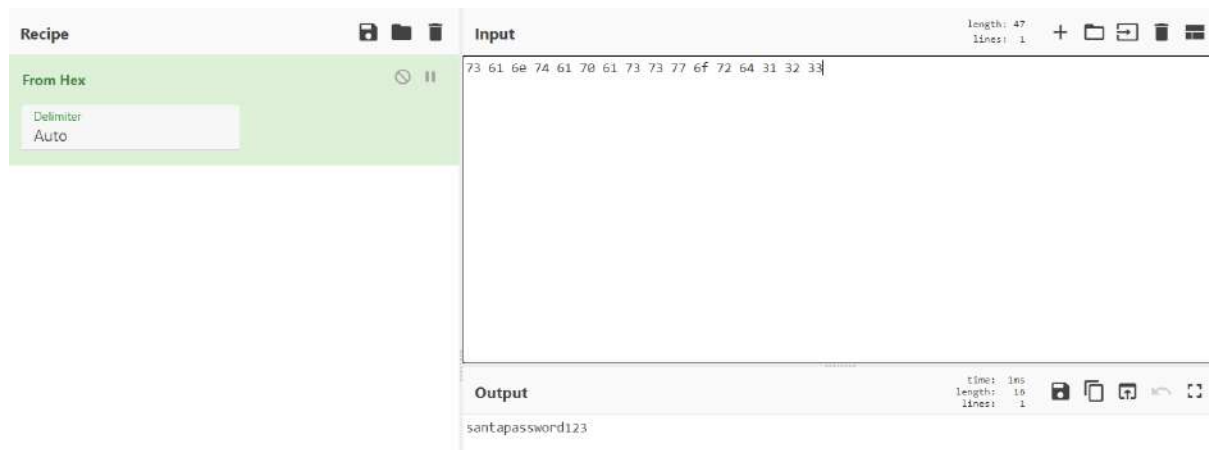 Recipe
From Hex
Delimiter
Auto
Input
length: 47
lines: 1
73 61 6e 74 61 70 61 73 73 77 6f 72 64 31 32 33
Output
time: 1ms
length: 16
lines: 1
santapassword123